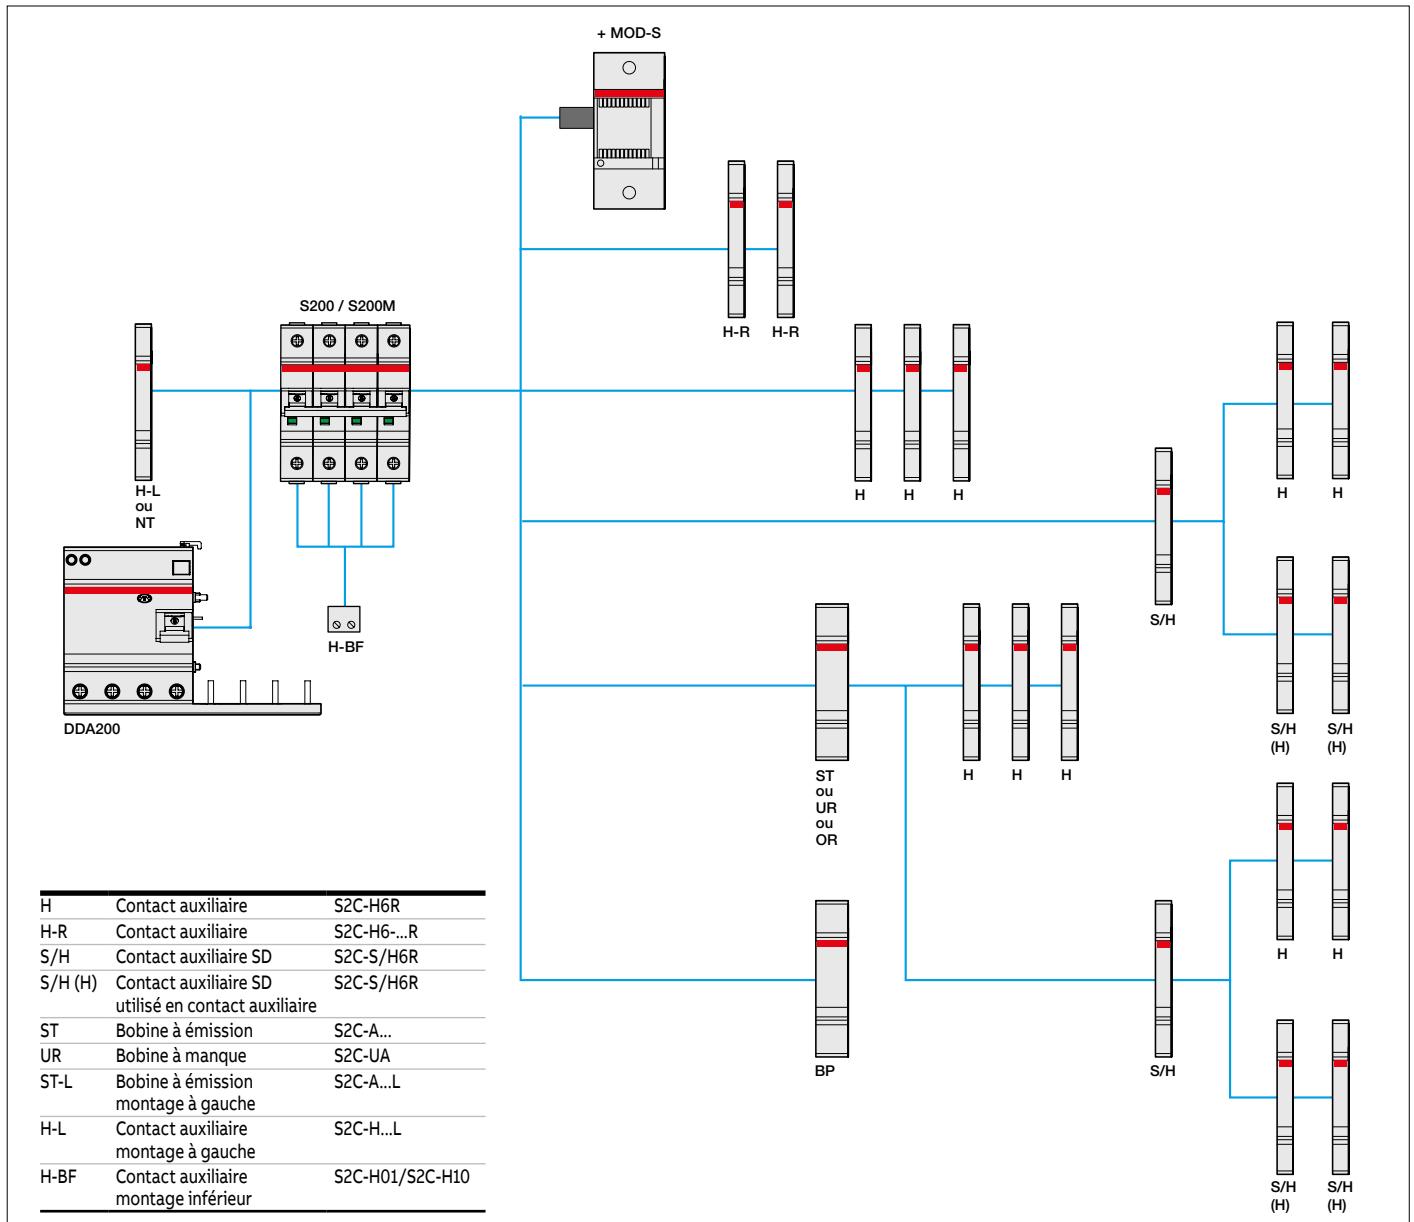 + MOD-S
H-R H-R
S200 / S200M
H-L
ou
NT
H H H
H H
S/H
H-BF
DDA200
S/H
(H)
S/H
(H)
ST
ou
UR
ou
OR
H H H
H H
BP
S/H
S/H
(H)
S/H
(H)
H Contact auxiliaire S2C-H6R
H-R Contact auxiliaire S2C-H6-...R
S/H Contact auxiliaire SD S2C-S/H6R
S/H (H) Contact auxiliaire SD S2C-S/H6R
utilisé en contact auxiliaire
ST Bobine à émission S2C-A...
UR Bobine à manque S2C-UA
ST-L Bobine à émission S2C-A...L
montage à gauche
H-L Contact auxiliaire S2C-H...L
montage à gauche
H-BF Contact auxiliaire S2C-H01/S2C-H10
montage inférieur